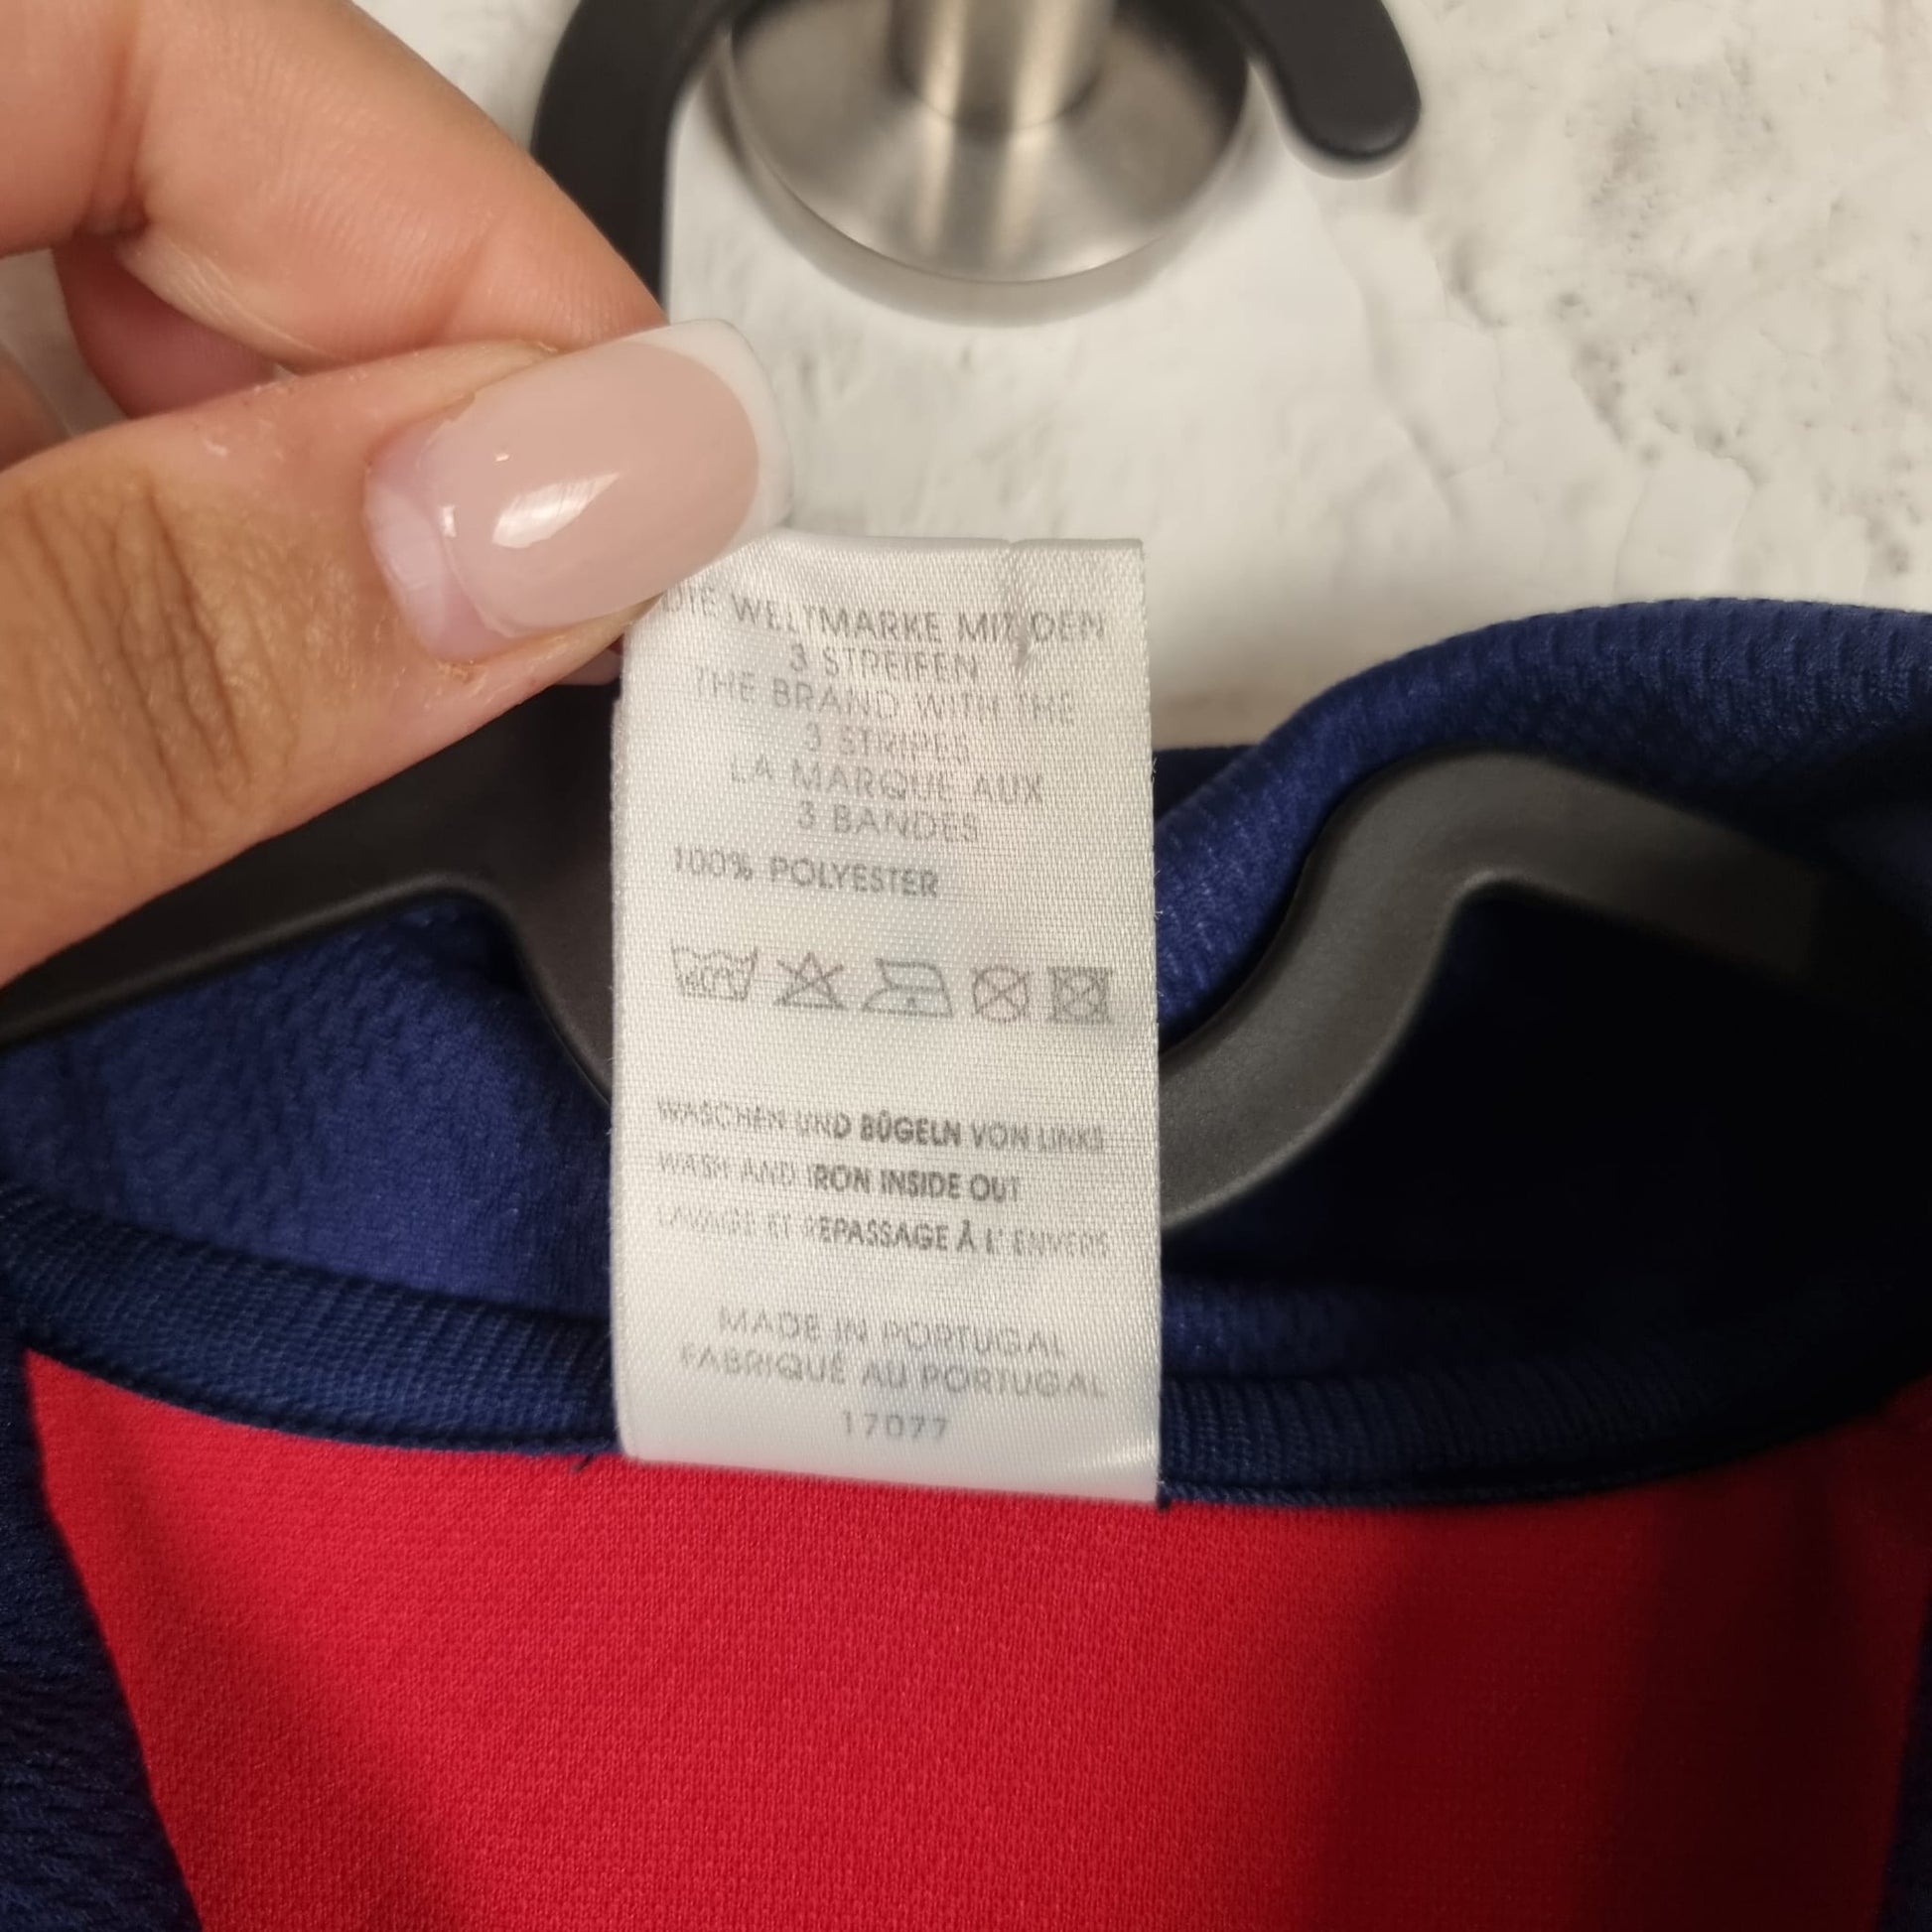 DIE WELTMARKE MIT DEN
3 STREIFEN
THE BRAND WITH THE
3 STRIPES
LA MARQUE AUX
3 BANDES
100% POLYESTER
40°C
WASCHEN UND BÜGELN VON LINKS
WASH AND IRON INSIDE OUT
LAVAGE ET REPASSAGE À L' ENVERS
MADE IN PORTUGAL
FABRIQUÉ AU PORTUGAL
17077